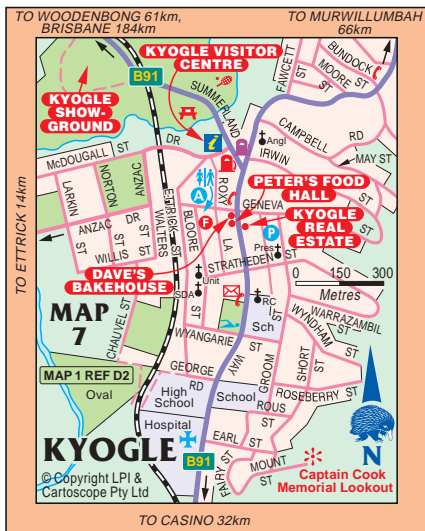 TO WOODENBONG 61km,
BRISBANE 184km
TO MURWILLUMBAH
66km
KYOGLE VISITOR
CENTRE
B91
KYOGLE
SHOW-
GROUND
SUMMERLAND
FAWCETT
ST
BUNDOCK
MOORE
ST
ST
CAMPBELL
RD
Angl
IRWIN
MAY ST
McDOUGALL ST
DR
i
LARKIN
ST
NORTON
ANZAC
ANZAC
DR
ST
WILLIS
ST
ETTRICK
WALTERS
ST
BLOORE
ST
A
ROXY
LA
GENEVA
ST
PETER'S FOOD
HALL
KYOGLE
REAL
ESTATE
F
P
Pres
STRATHEDEN ST
DAVE'S
BAKEHOUSE
Unit
SDA
RC
Sch
0 150 300
Metres
TO ETTRICK 14km
MAP
7
CHAUVEL ST
WYANGARIE
ST
WAY
GEORGE
RD
WARRAZAMBIL
ST
WYNDHAM
SHORT
ST
GROOM
ST
ROSEBERRY ST
MAP 1 REF D2
Oval
High
School
School
ROUS
ST
Hospital
EARL
ST
FAIRY ST
MOUNT
ST
KYOGLE
B91
N
Captain Cook
Memorial Lookout
© Copyright LPI &
Cartoscope Pty Ltd
TO CASINO 32km